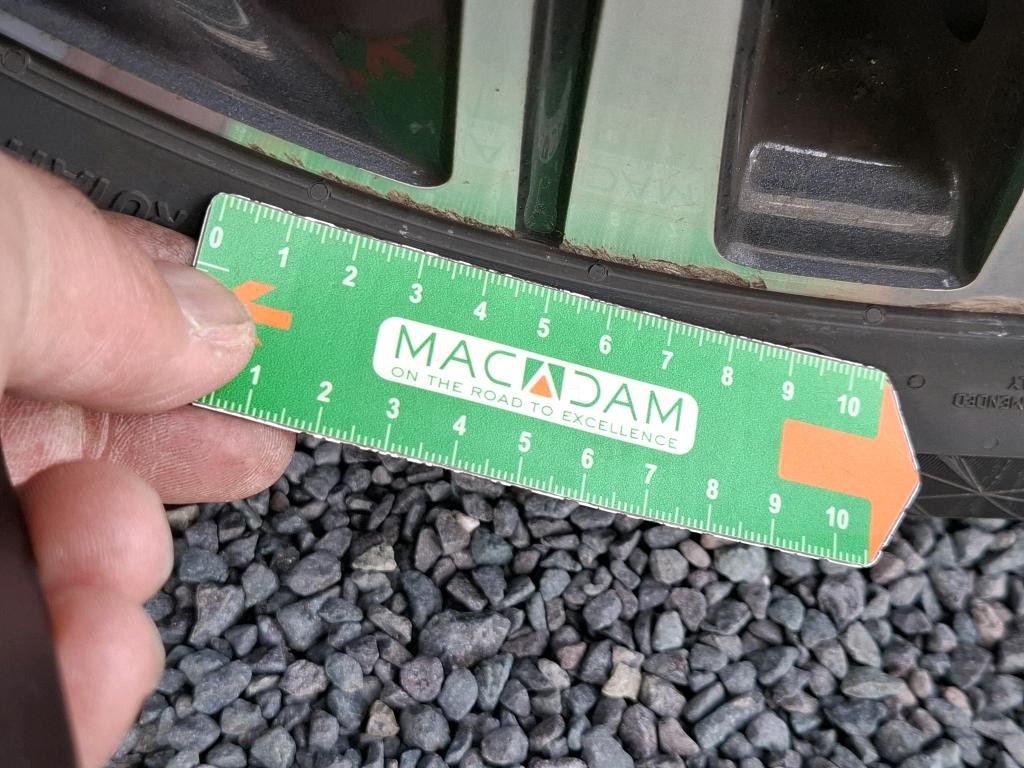 0 1 2 3 4 5 6 7 8 9 10
MACADAM
ON THE ROAD TO EXCELLENCE
1 2 3 4 5 6 7 8 9 10